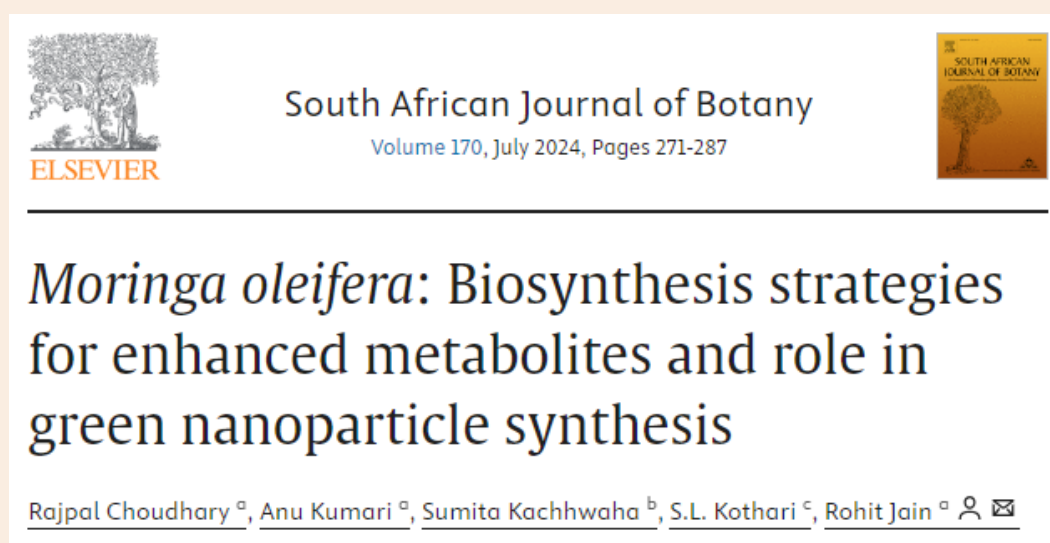 ELSEVIER
South African Journal of Botany
Volume 170, July 2024, Pages 271-287
SOUTH AFRICAN
JOURNAL OF BOTANY
Moringa oleifera: Biosynthesis strategies
for enhanced metabolites and role in
green nanoparticle synthesis
Rajpal Choudhary ᵃ, Anu Kumari ᵃ, Sumita Kachhwaha ᵇ, S.L. Kothari ᶜ, Rohit Jain ᵃ